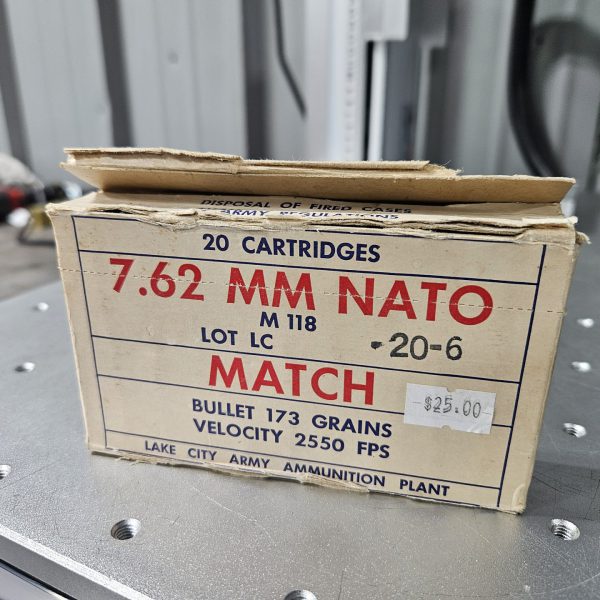 DISPOSAL OF FIRED CASES
ARMY REGULATIONS
20 CARTRIDGES
7.62 MM NATO
M 118
LOT LC 20-6
MATCH
$25.00
BULLET 173 GRAINS
VELOCITY 2550 FPS
LAKE CITY ARMY AMMUNITION PLANT